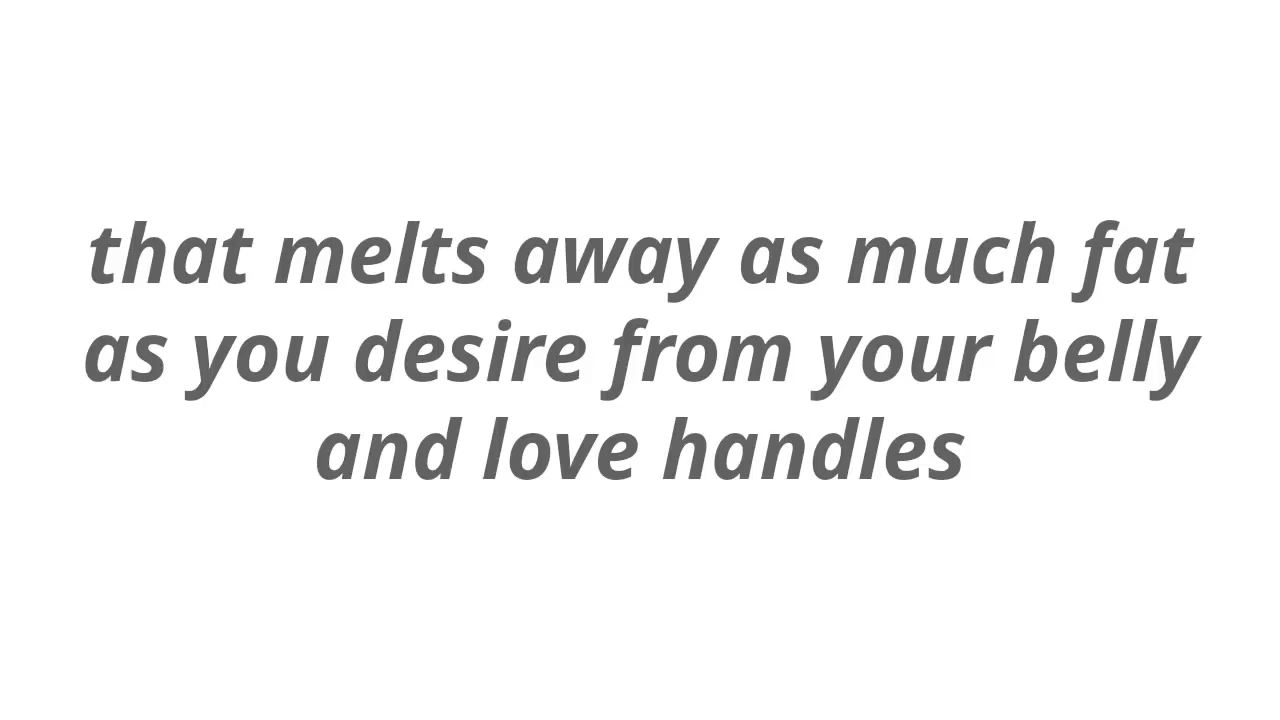 that melts away as much fat
as you desire from your belly
and love handles